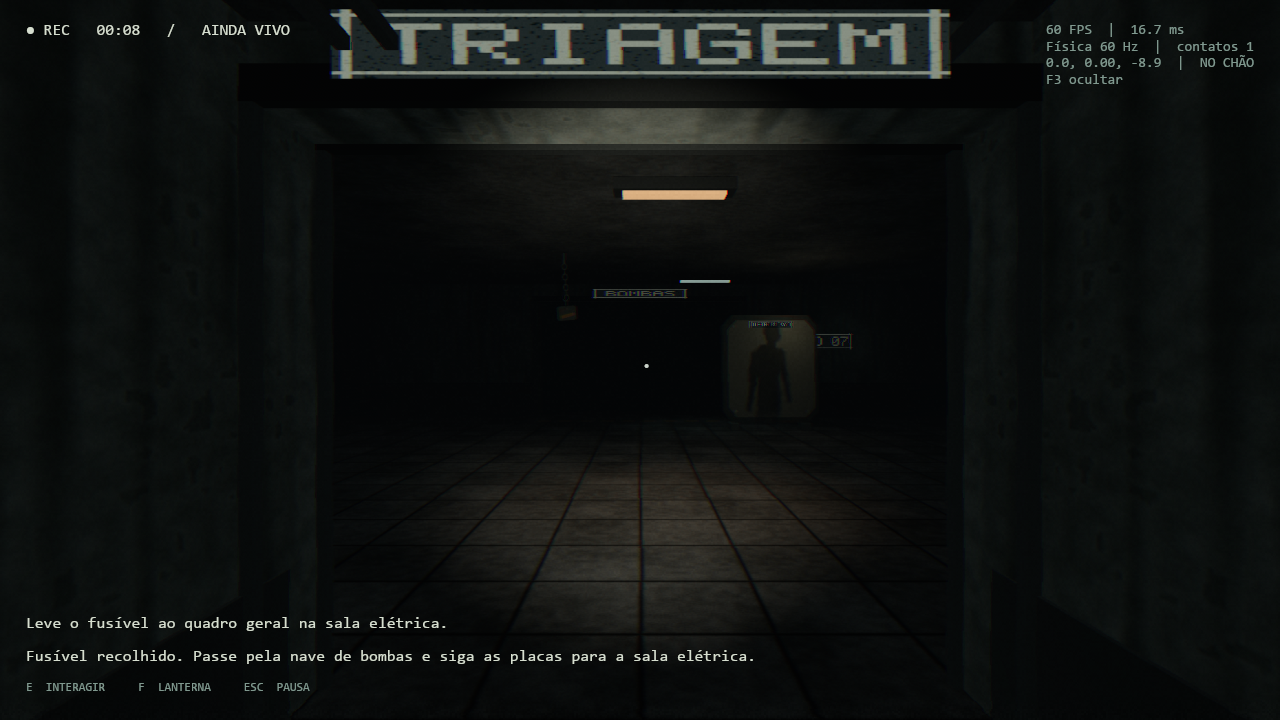 ● REC 00:08 / AINDA VIVO
TRIAGEM
60 FPS | 16.7 ms
Física 60 Hz | contatos 1
0.0, 0.00, -8.9 | NO CHÃO
F3 ocultar
BOMBAS
07
Leve o fusível ao quadro geral na sala elétrica.
Fusível recolhido. Passe pela nave de bombas e siga as placas para a sala elétrica.
E INTERAGIR F LANTERNA ESC PAUSA